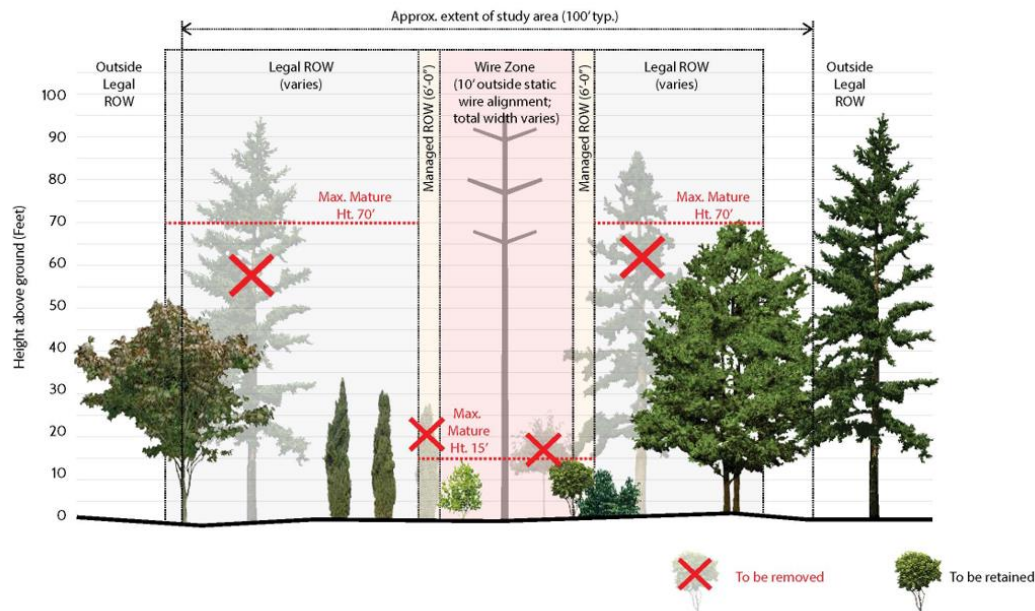 Approx. extent of study area (100' typ.)
Outside
Legal
ROW
Legal ROW
(varies)
Managed ROW (6'-0")
Wire Zone
(10' outside static
wire alignment;
total width varies)
Managed ROW (6'-0")
Legal ROW
(varies)
Outside
Legal
ROW
Height above ground (Feet)
100
90
80
70
60
50
40
30
20
10
0
Max. Mature
Ht. 70'
Max. Mature
Ht. 70'
Max.
Mature
Ht. 15'
To be removed
To be retained